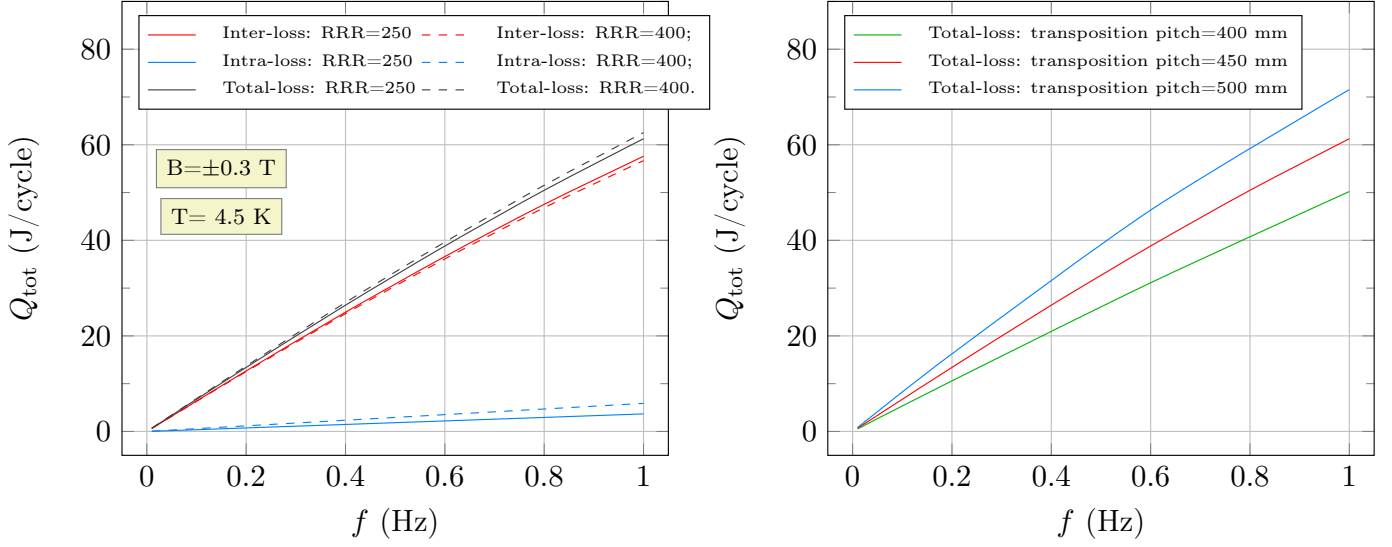 Inter-loss: RRR=250 Inter-loss: RRR=400;
Intra-loss: RRR=250 Intra-loss: RRR=400;
Total-loss: RRR=250 Total-loss: RRR=400.
B=±0.3 T
T= 4.5 K
80
60
40
20
0
0 0.2 0.4 0.6 0.8 1
f (Hz)
Q_tot (J/cycle)
Total-loss: transposition pitch=400 mm
Total-loss: transposition pitch=450 mm
Total-loss: transposition pitch=500 mm
80
60
40
20
0
0 0.2 0.4 0.6 0.8 1
f (Hz)
Q_tot (J/cycle)